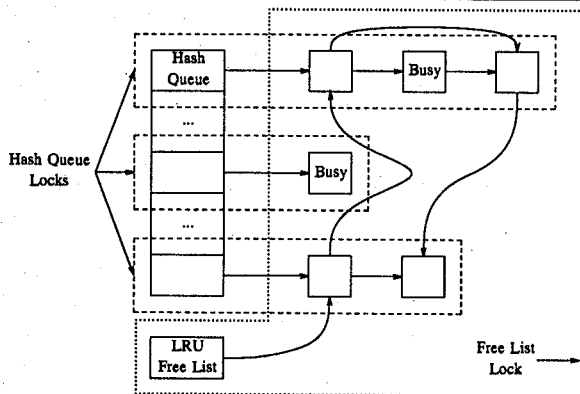 Hash
Queue
Busy
...
Hash Queue
Locks
Busy
...
LRU
Free List
Free List
Lock